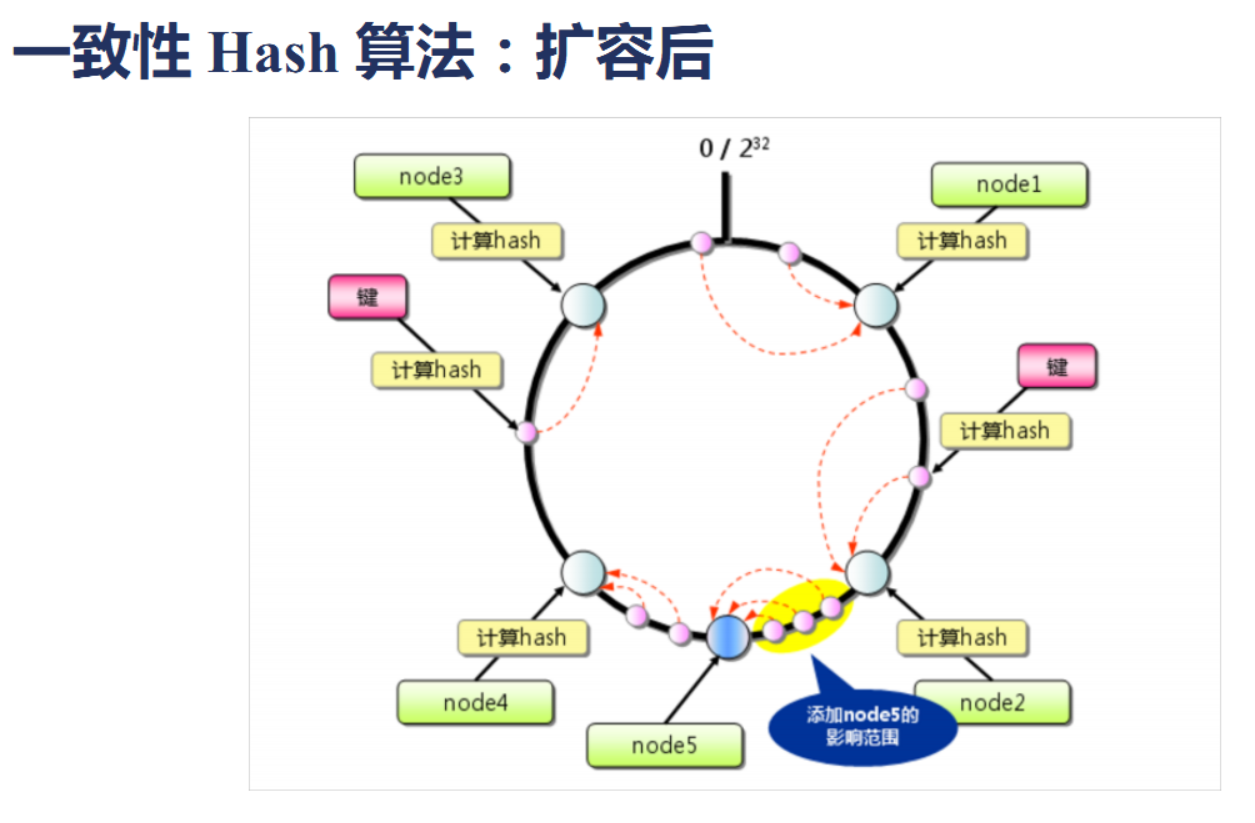 一致性 Hash 算法：扩容后
0 / 2³²
node3
node1
计算hash
计算hash
键
键
计算hash
计算hash
计算hash
计算hash
node4
node2
添加node5的
影响范围
node5